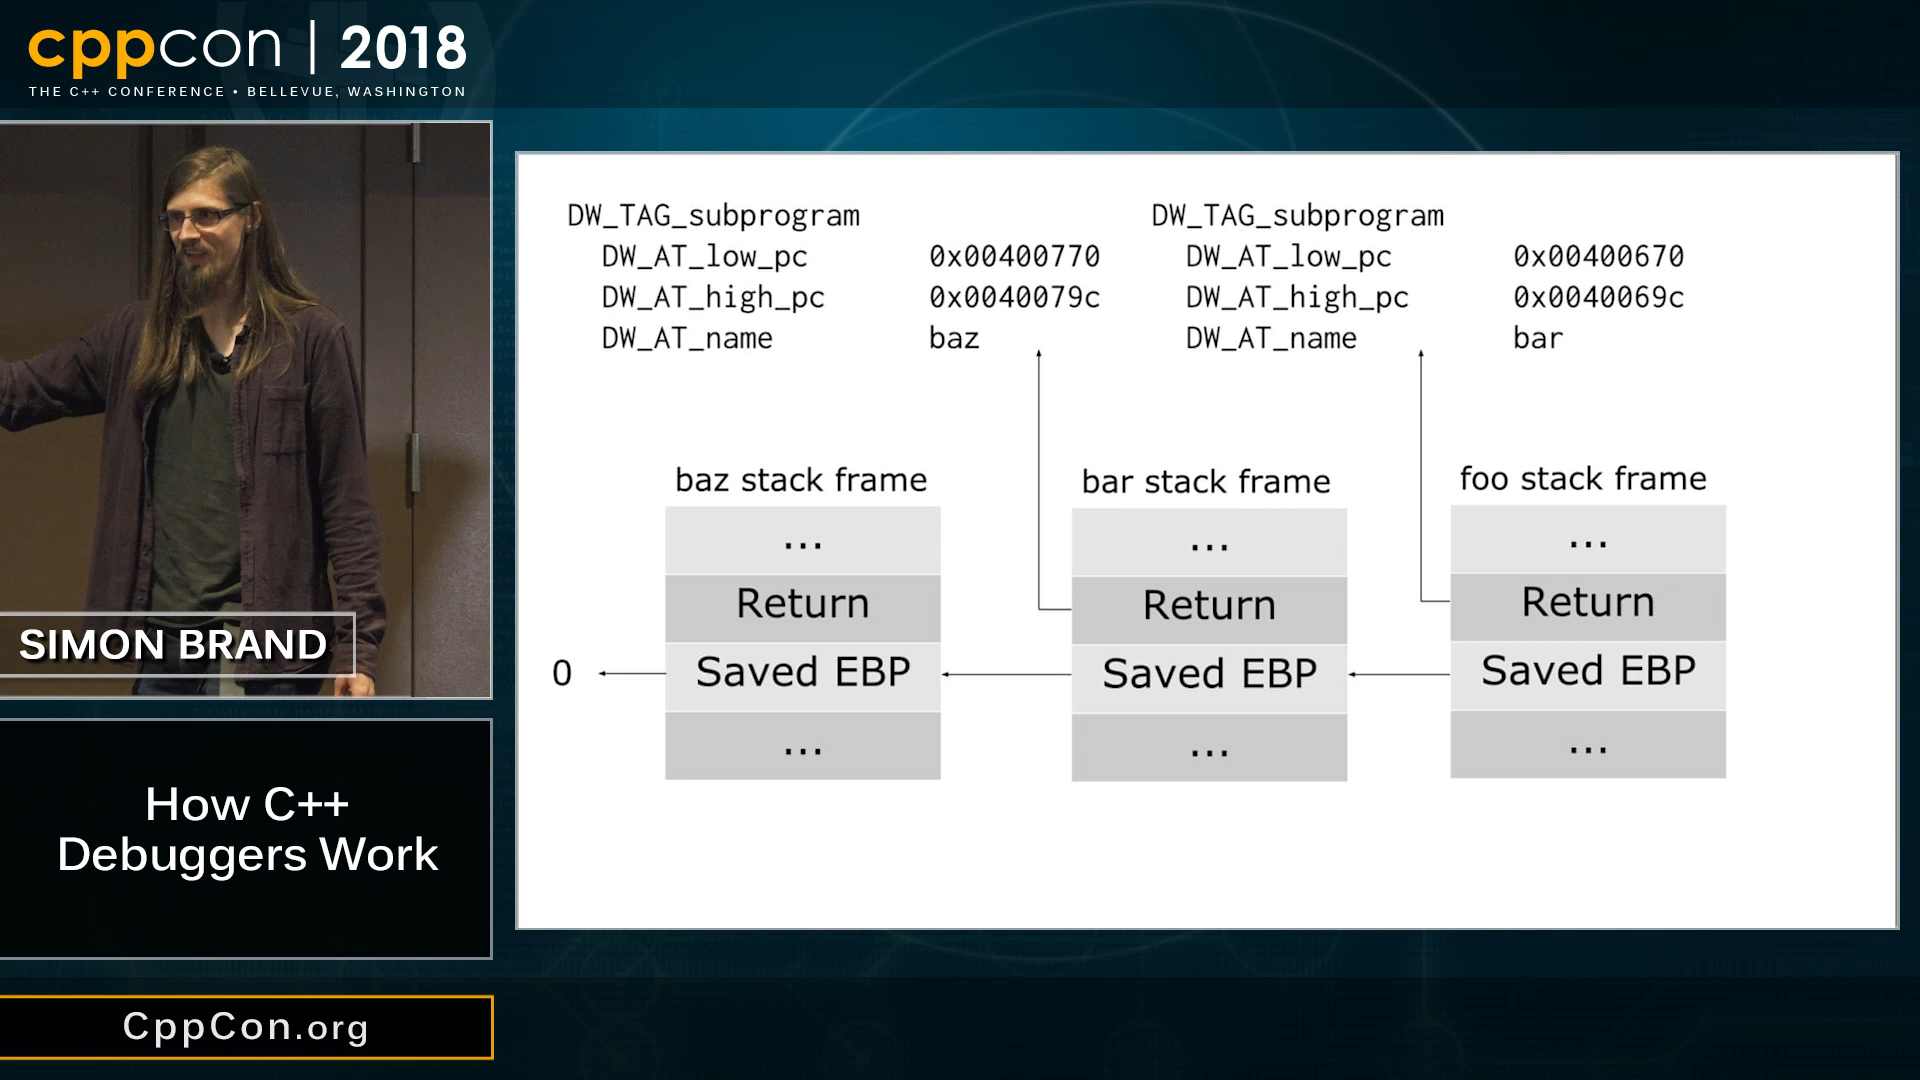 cppcon | 2018
THE C++ CONFERENCE • BELLEVUE, WASHINGTON
SIMON BRAND
How C++
Debuggers Work
CppCon.org
DW_TAG_subprogram
DW_AT_low_pc 0x00400770
DW_AT_high_pc 0x0040079c
DW_AT_name baz
DW_TAG_subprogram
DW_AT_low_pc 0x00400670
DW_AT_high_pc 0x0040069c
DW_AT_name bar
baz stack frame
...
Return
0
Saved EBP
...
bar stack frame
...
Return
Saved EBP
...
foo stack frame
...
Return
Saved EBP
...